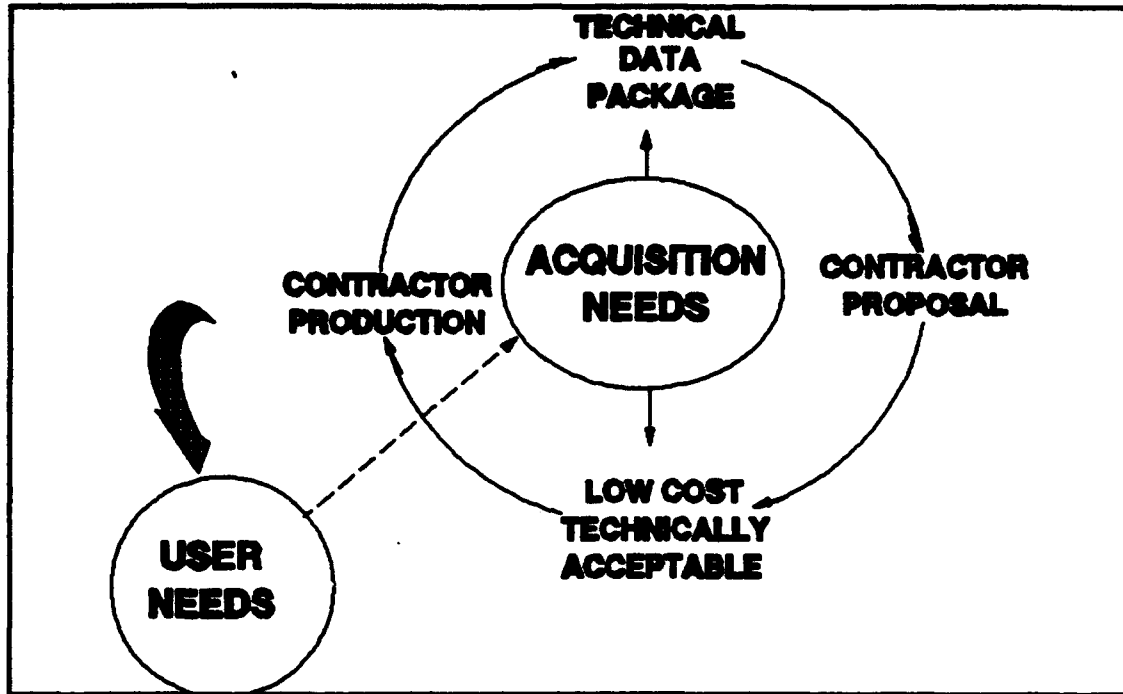 TECHNICAL
DATA
PACKAGE
ACQUISITION
NEEDS
CONTRACTOR
PROPOSAL
CONTRACTOR
PRODUCTION
LOW COST
TECHNICALLY
ACCEPTABLE
USER
NEEDS